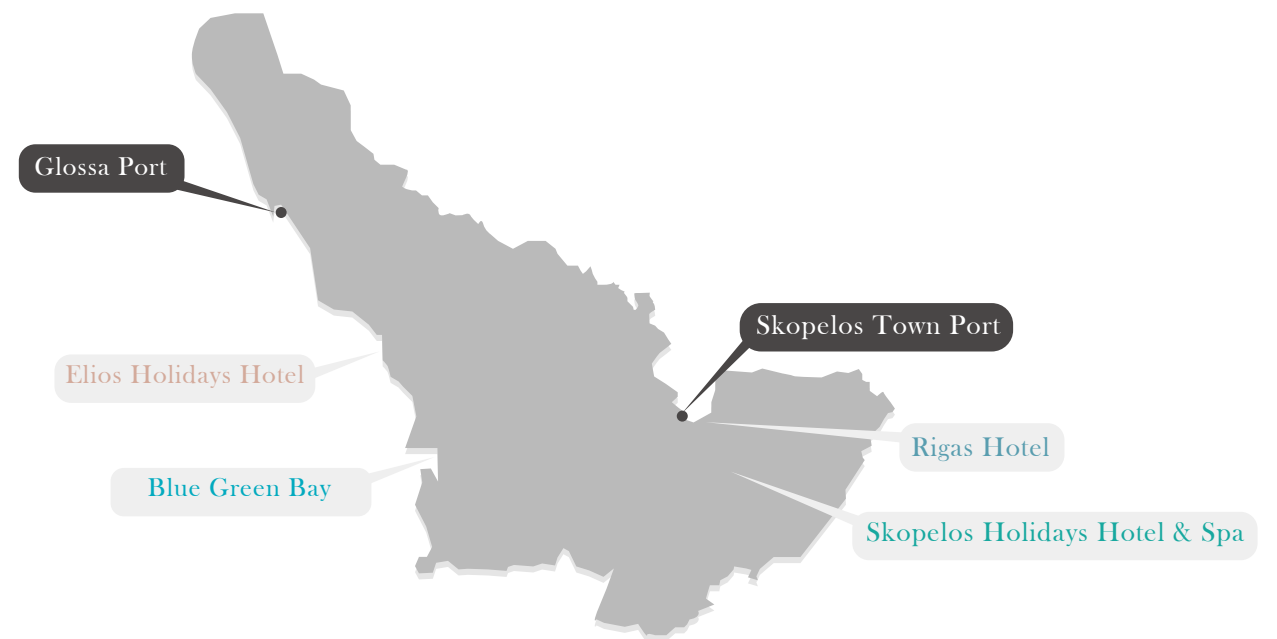 Glossa Port
Skopelos Town Port
Elios Holidays Hotel
Rigas Hotel
Blue Green Bay
Skopelos Holidays Hotel & Spa